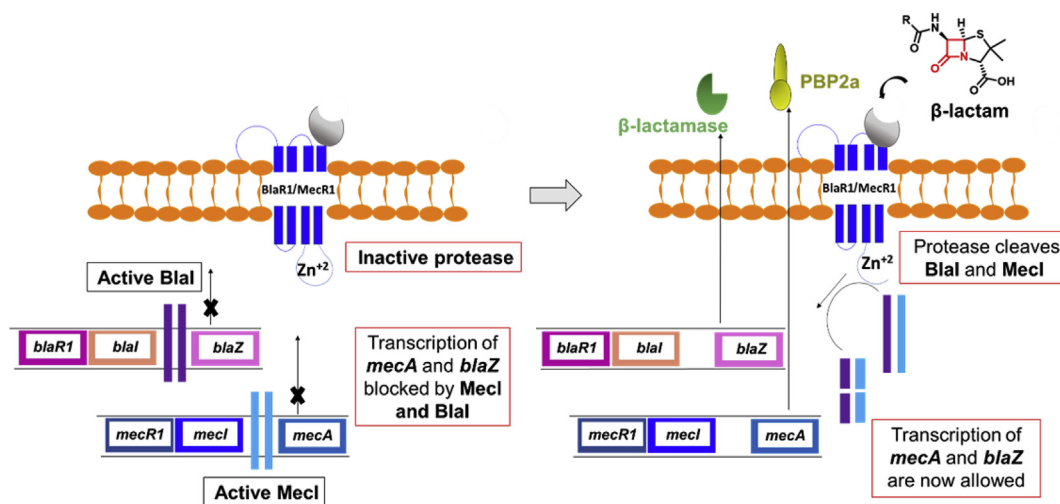 BlaR1/MecR1
Zn+2
Inactive protease
Active BlaI
blaR1 blaI blaZ
Transcription of
mecA and blaZ
blocked by MecI
and BlaI
mecR1 mecI mecA
Active MecI
R
H
N
O
H
S
O
N
O
OH
β-lactam
PBP2a
β-lactamase
BlaR1/MecR1
Zn+2
Protease cleaves
BlaI and MecI
blaR1 blaI blaZ
mecR1 mecI mecA
Transcription of
mecA and blaZ
are now allowed